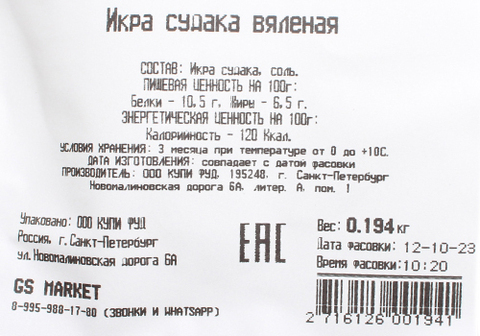 Икра судака вяленая
СОСТАВ: Икра судака, соль.
ПИЩЕВАЯ ЦЕННОСТЬ НА 100г:
Белки - 10,5 г, Жиры - 6,5 г.
ЭНЕРГЕТИЧЕСКАЯ ЦЕННОСТЬ НА 100г:
Калорийность - 120 Ккал.
УСЛОВИЯ ХРАНЕНИЯ: 3 месяца при температуре от 0 до +10С.
ДАТА ИЗГОТОВЛЕНИЯ: совпадает с датой фасовки
ПРОИЗВОДИТЕЛЬ: ООО КУПИ ФУД, 195248, г. Санкт-Петербург
Новомалиновская дорога 6А, литер. А, пом. 1
Упаковано: ООО КУПИ ФУД
Россия, г.Санкт-Петербург
ул.Новомалиновская дорога 6А
GS MARKET
8-995-988-17-80 (ЗВОНКИ И WHATSAPP)
EAC
Вес: 0.194 кг
Дата фасовки: 12-10-23
Время фасовки: 10:20
2 716126 001941